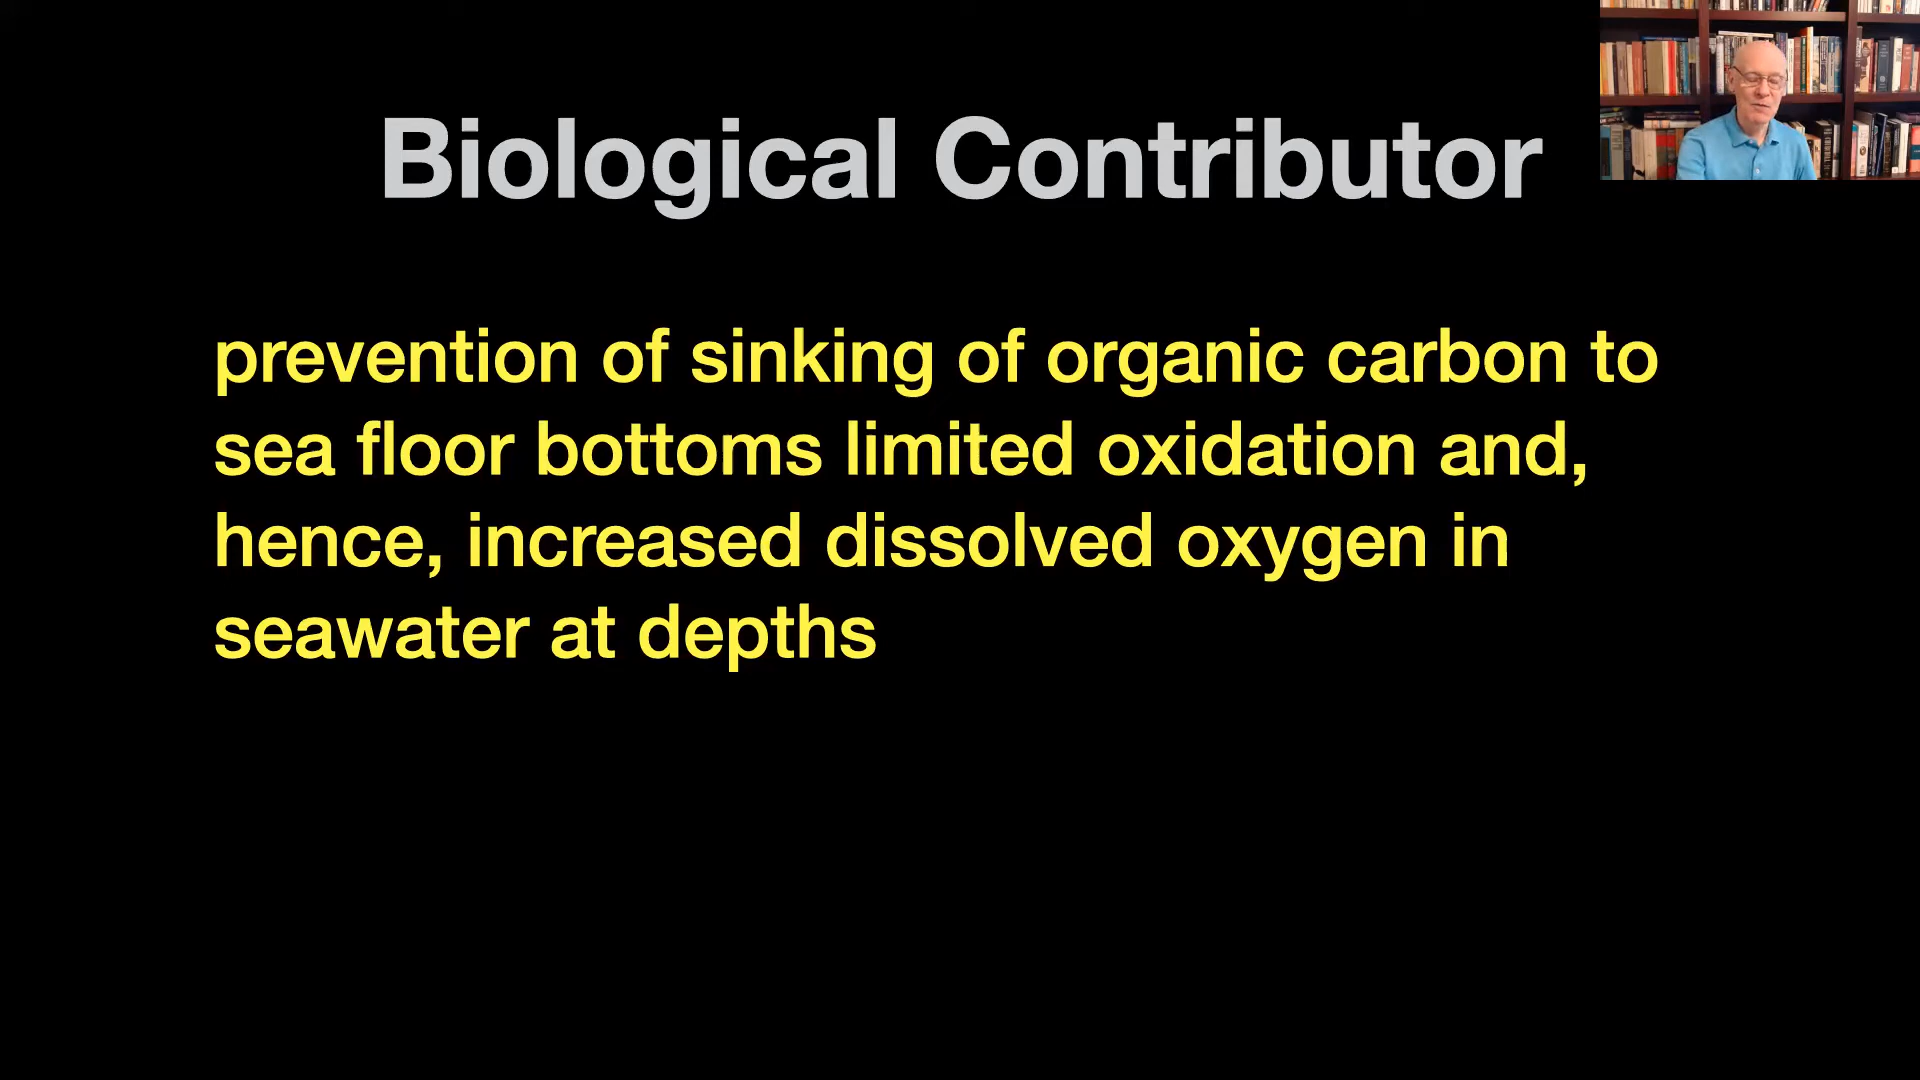 Biological Contributor
prevention of sinking of organic carbon to
sea floor bottoms limited oxidation and,
hence, increased dissolved oxygen in
seawater at depths